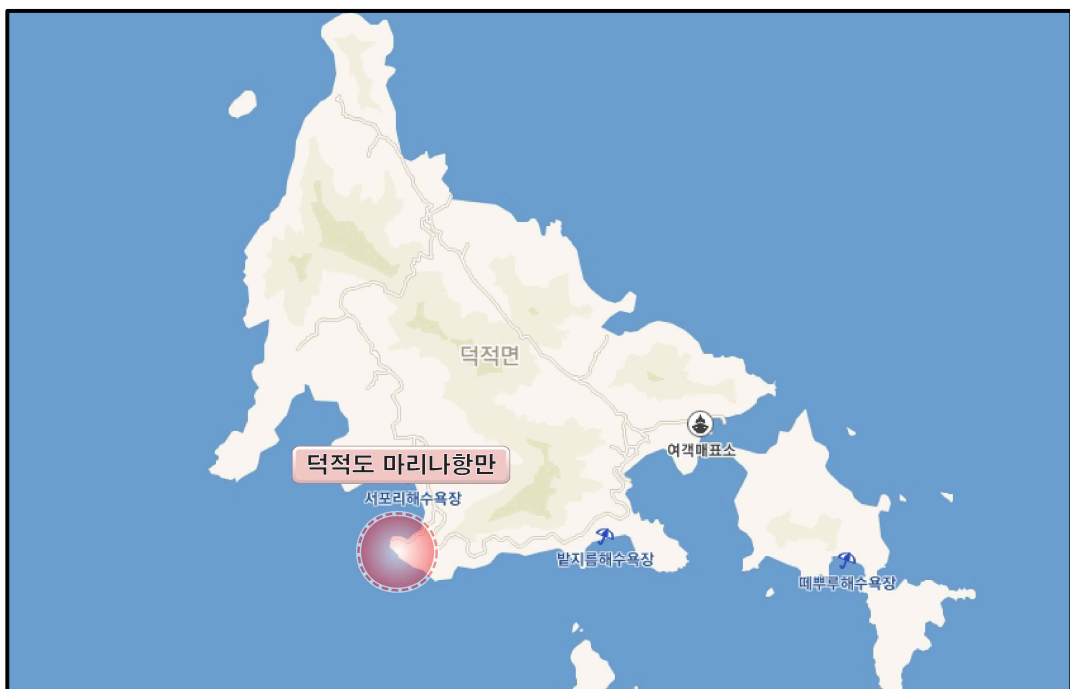 덕적면
여객매표소
덕적도 마리나항만
서포리해수욕장
밭지름해수욕장
떼뿌루해수욕장